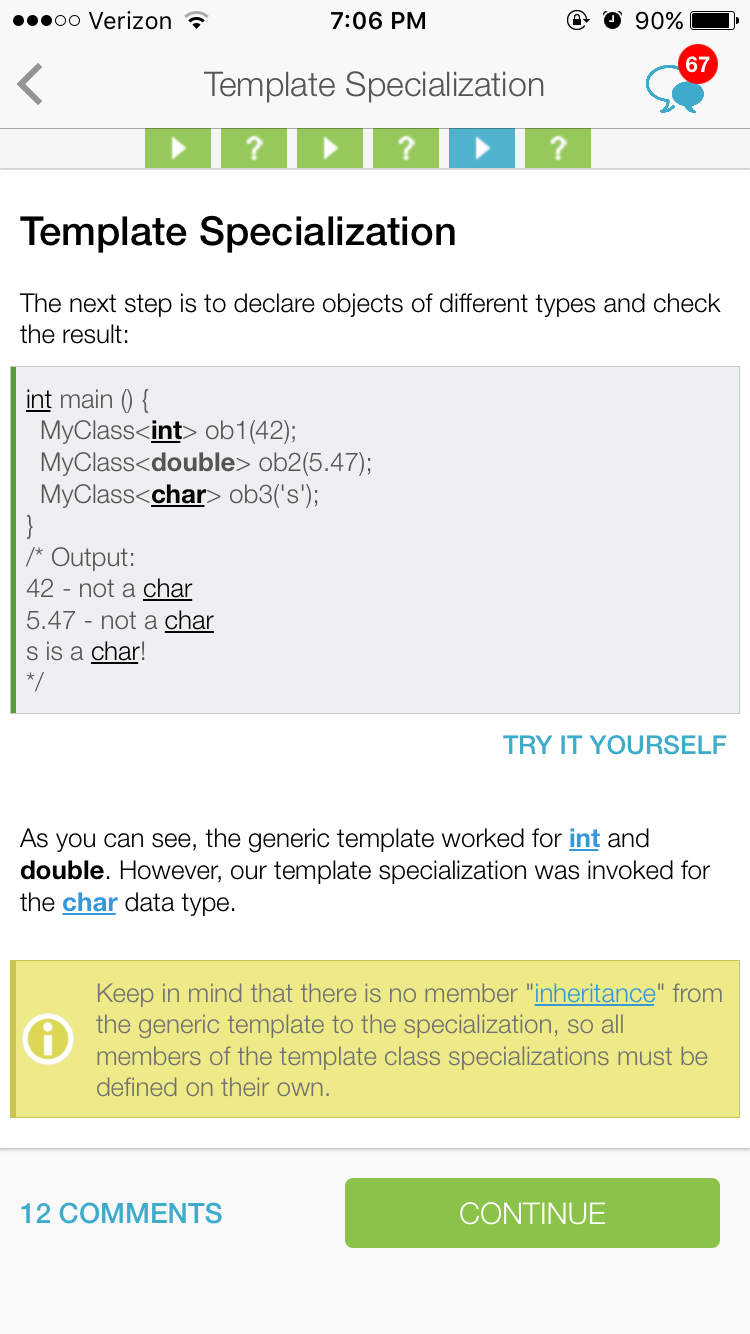 Verizon 7:06 PM 90%
Template Specialization 67
? ? ?
Template Specialization
The next step is to declare objects of different types and check
the result:
int main () {
MyClass<int> ob1(42);
MyClass<double> ob2(5.47);
MyClass<char> ob3('s');
}
/* Output:
42 - not a char
5.47 - not a char
s is a char!
*/
TRY IT YOURSELF
As you can see, the generic template worked for int and
double. However, our template specialization was invoked for
the char data type.
Keep in mind that there is no member "inheritance" from
the generic template to the specialization, so all
members of the template class specializations must be
defined on their own.
12 COMMENTS CONTINUE